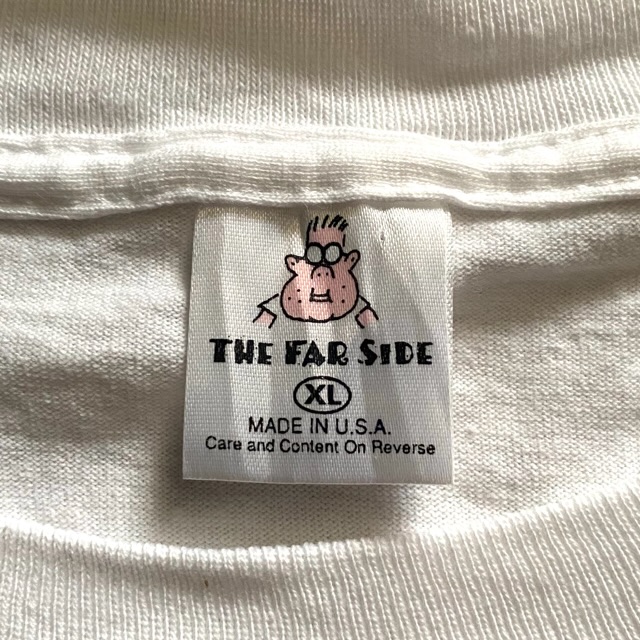 THE FAR SIDE
XL
MADE IN U.S.A.
Care and Content On Reverse